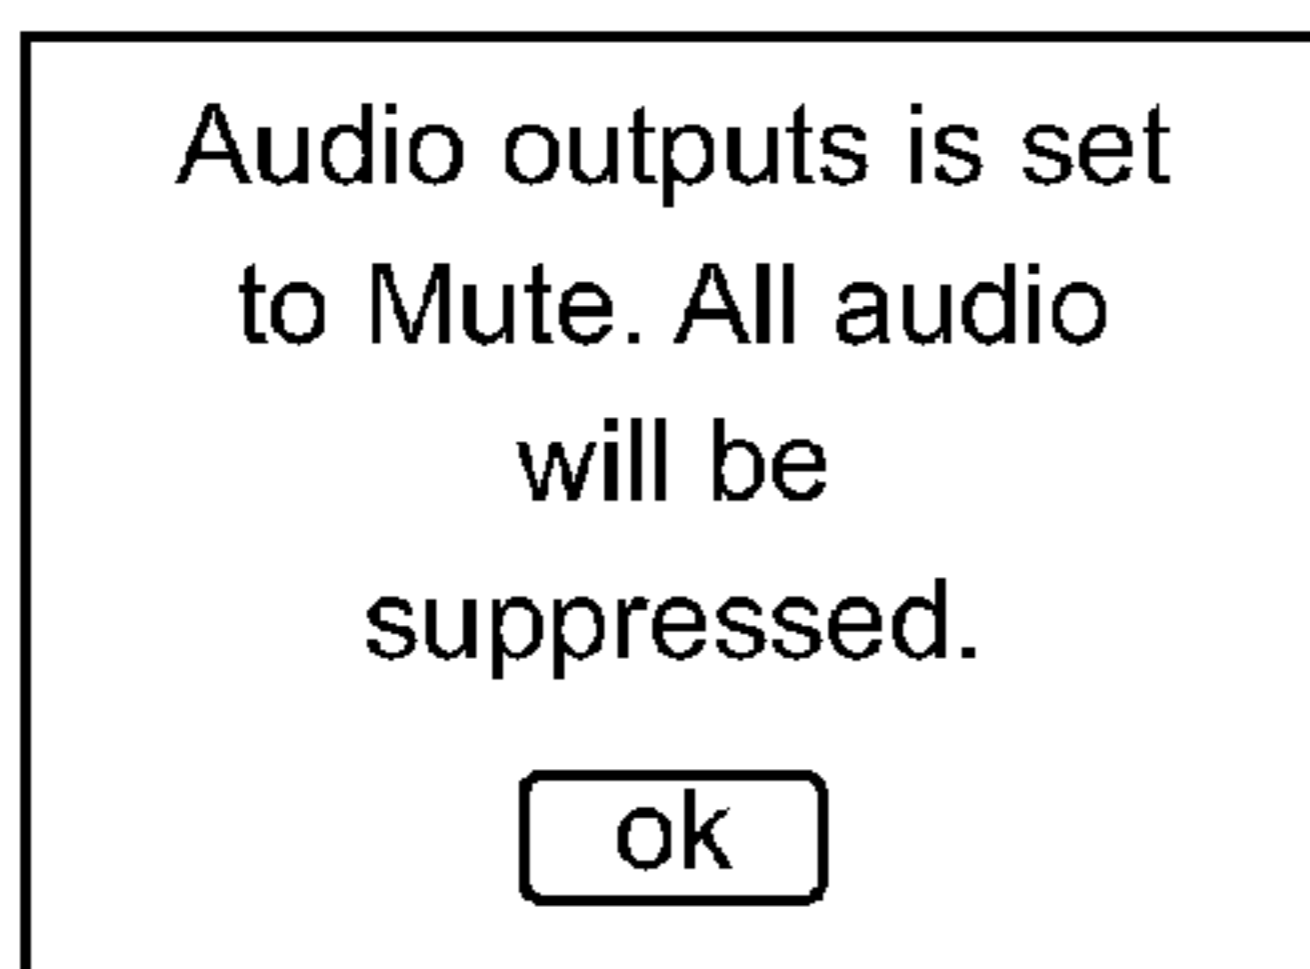 Audio outputs is set
to Mute. All audio
will be
suppressed.
ok